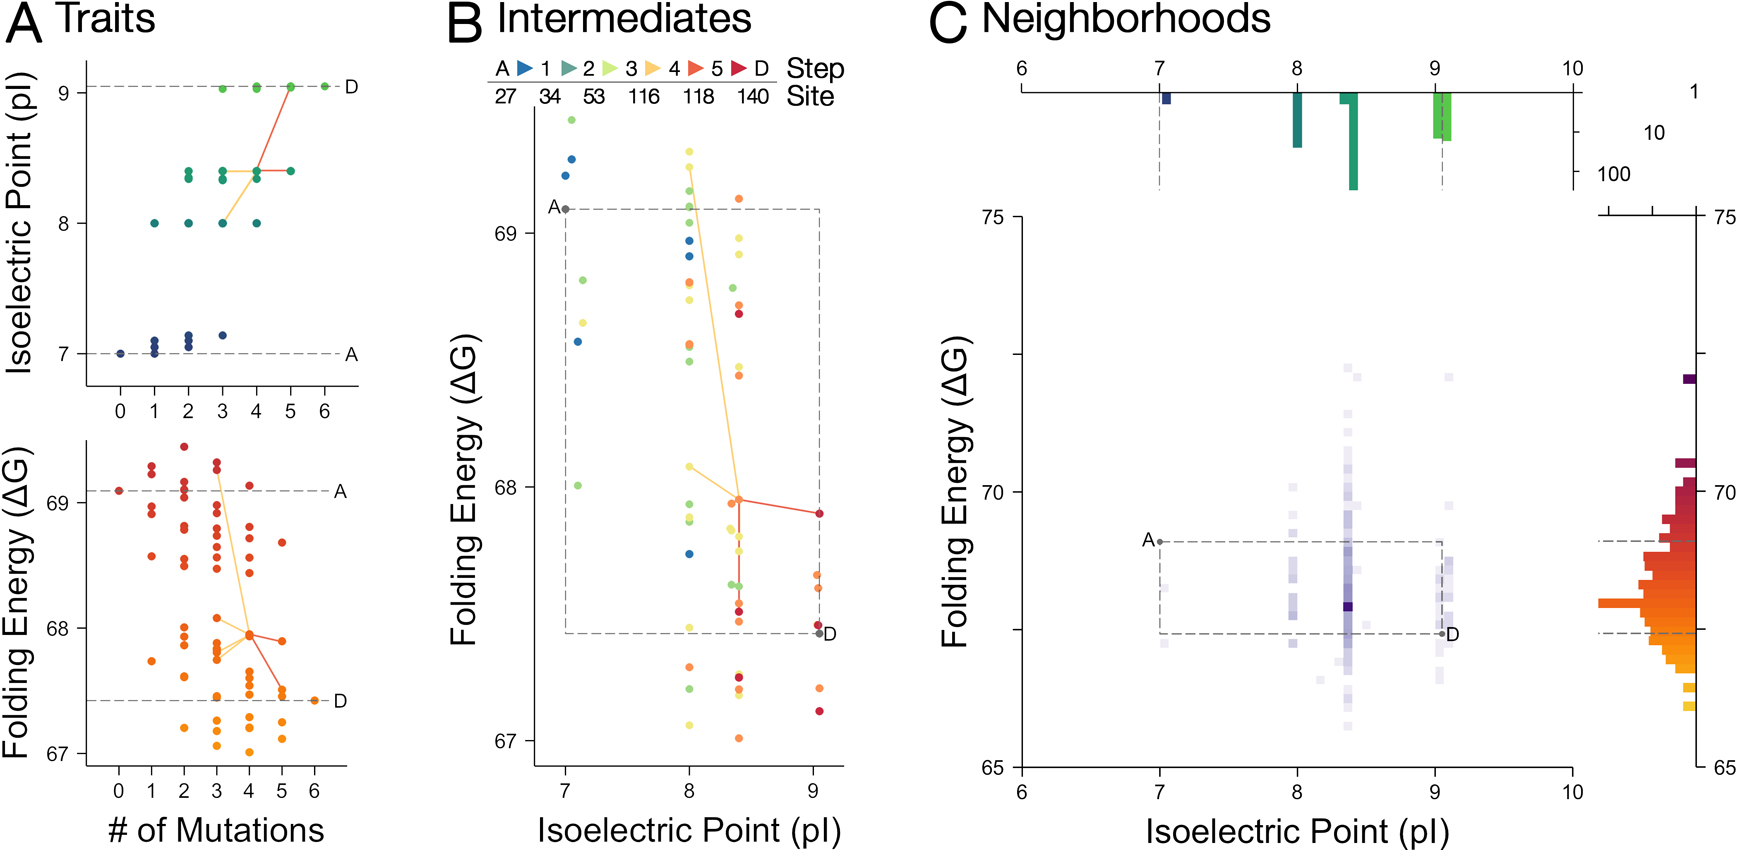 A Traits
Isoelectric Point (pI)
9
8
7
D
A
0 1 2 3 4 5 6
Folding Energy (ΔG)
69
68
67
A
D
0 1 2 3 4 5 6
# of Mutations
B Intermediates
A 1 2 3 4 5 D Step
27 34 53 116 118 140 Site
Folding Energy (ΔG)
69
68
67
A
D
7 8 9
Isoelectric Point (pI)
C Neighborhoods
6 7 8 9 10
1
10
100
Folding Energy (ΔG)
75
70
65
A
D
75
70
65
6 7 8 9 10
Isoelectric Point (pI)